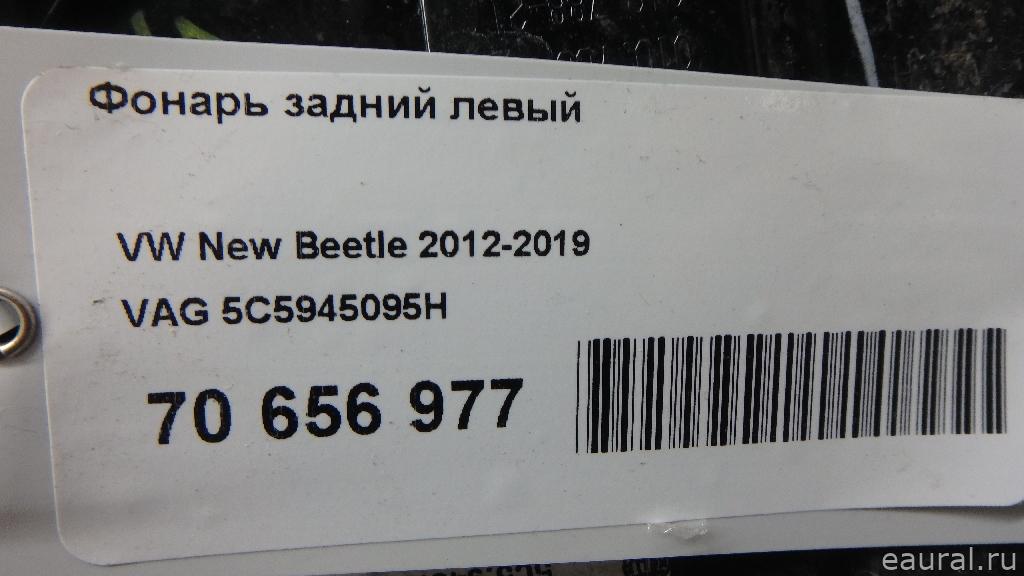 Фонарь задний левый
VW New Beetle 2012-2019
VAG 5C5945095H
70 656 977
eaural.ru